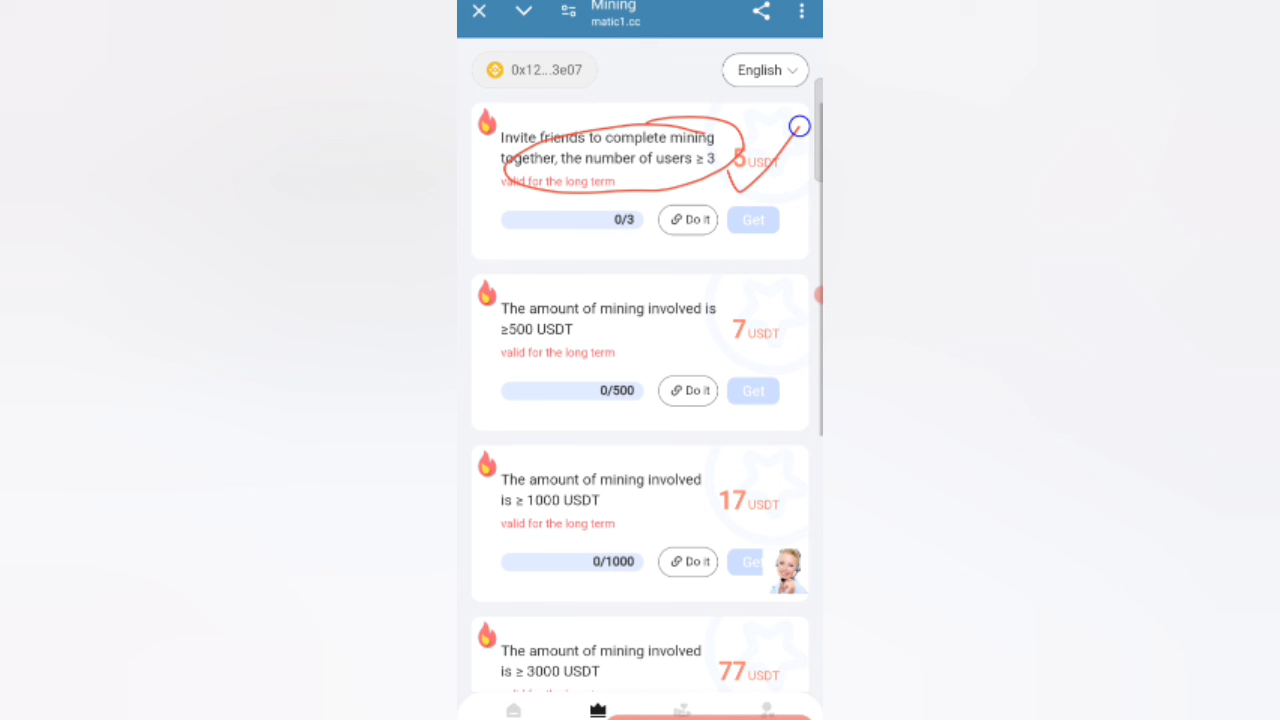 Mining
matic1.cc
0x12...3e07
English
Invite friends to complete mining
together, the number of users ≥ 3
5 USDT
valid for the long term
0/3
Do it
Get
The amount of mining involved is
≥500 USDT
7 USDT
valid for the long term
0/500
Do it
Get
The amount of mining involved
is ≥ 1000 USDT
17 USDT
valid for the long term
0/1000
Do it
Get
The amount of mining involved
is ≥ 3000 USDT
77 USDT